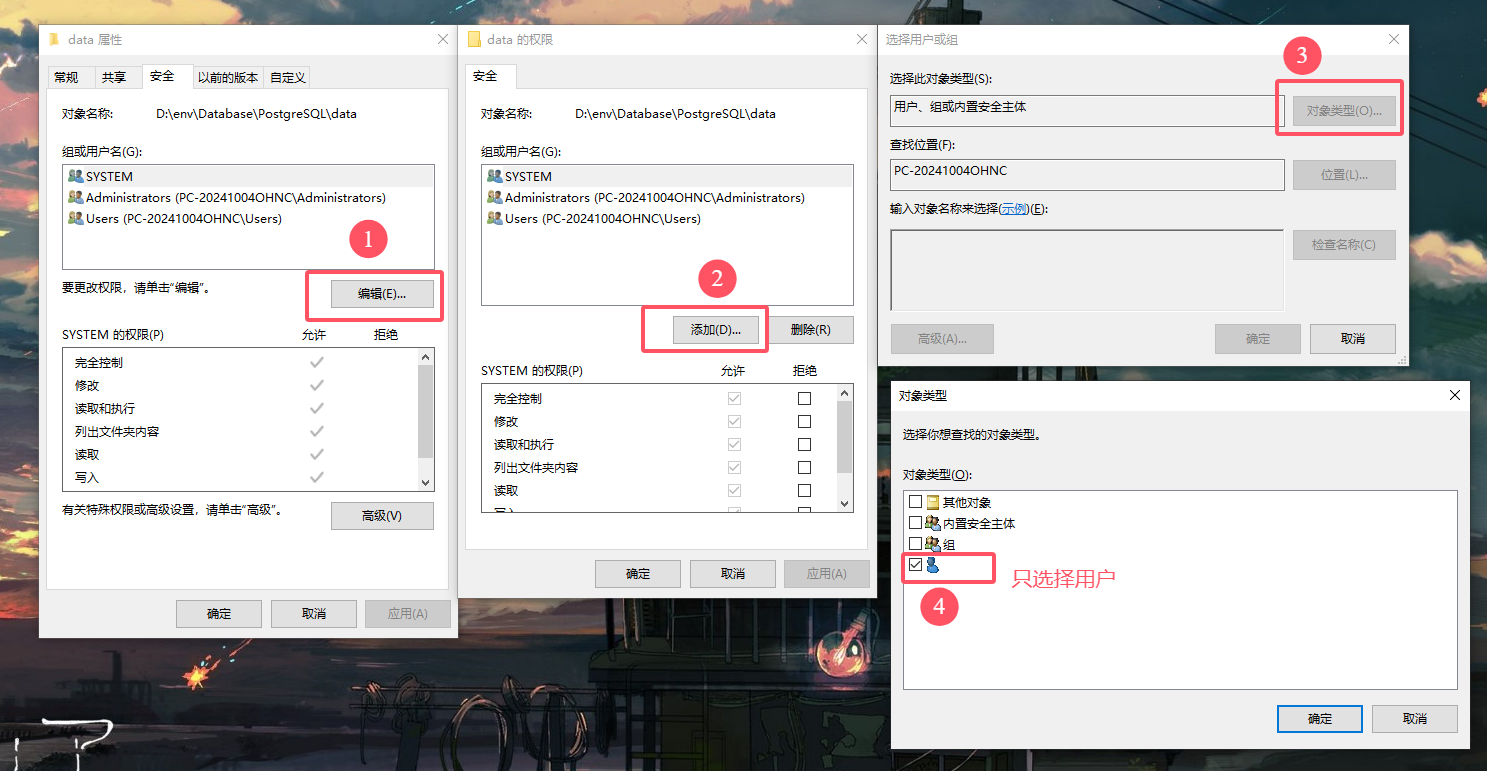 data 属性
常规 共享 安全 以前的版本 自定义
对象名称: D:\env\Database\PostgreSQL\data
组或用户名(G):
SYSTEM
Administrators (PC-20241004OHNC\Administrators)
Users (PC-20241004OHNC\Users)
1
要更改权限，请单击“编辑”。
编辑(E)...
SYSTEM 的权限(P) 允许 拒绝
完全控制
修改
读取和执行
列出文件夹内容
读取
写入
有关特殊权限或高级设置，请单击“高级”。
高级(V)
确定 取消 应用(A)
data 的权限
安全
对象名称: D:\env\Database\PostgreSQL\data
组或用户名(G):
SYSTEM
Administrators (PC-20241004OHNC\Administrators)
Users (PC-20241004OHNC\Users)
2
添加(D)... 删除(R)
SYSTEM 的权限(P) 允许 拒绝
完全控制
修改
读取和执行
列出文件夹内容
读取
确定 取消 应用(A)
选择用户或组
3
选择此对象类型(S):
用户、组或内置安全主体
对象类型(O)...
查找位置(F):
PC-20241004OHNC
位置(L)...
输入对象名称来选择(示例)(E):
检查名称(C)
高级(A)...
确定 取消
对象类型
选择你想查找的对象类型。
对象类型(O):
其他对象
内置安全主体
组
只选择用户
4
确定 取消